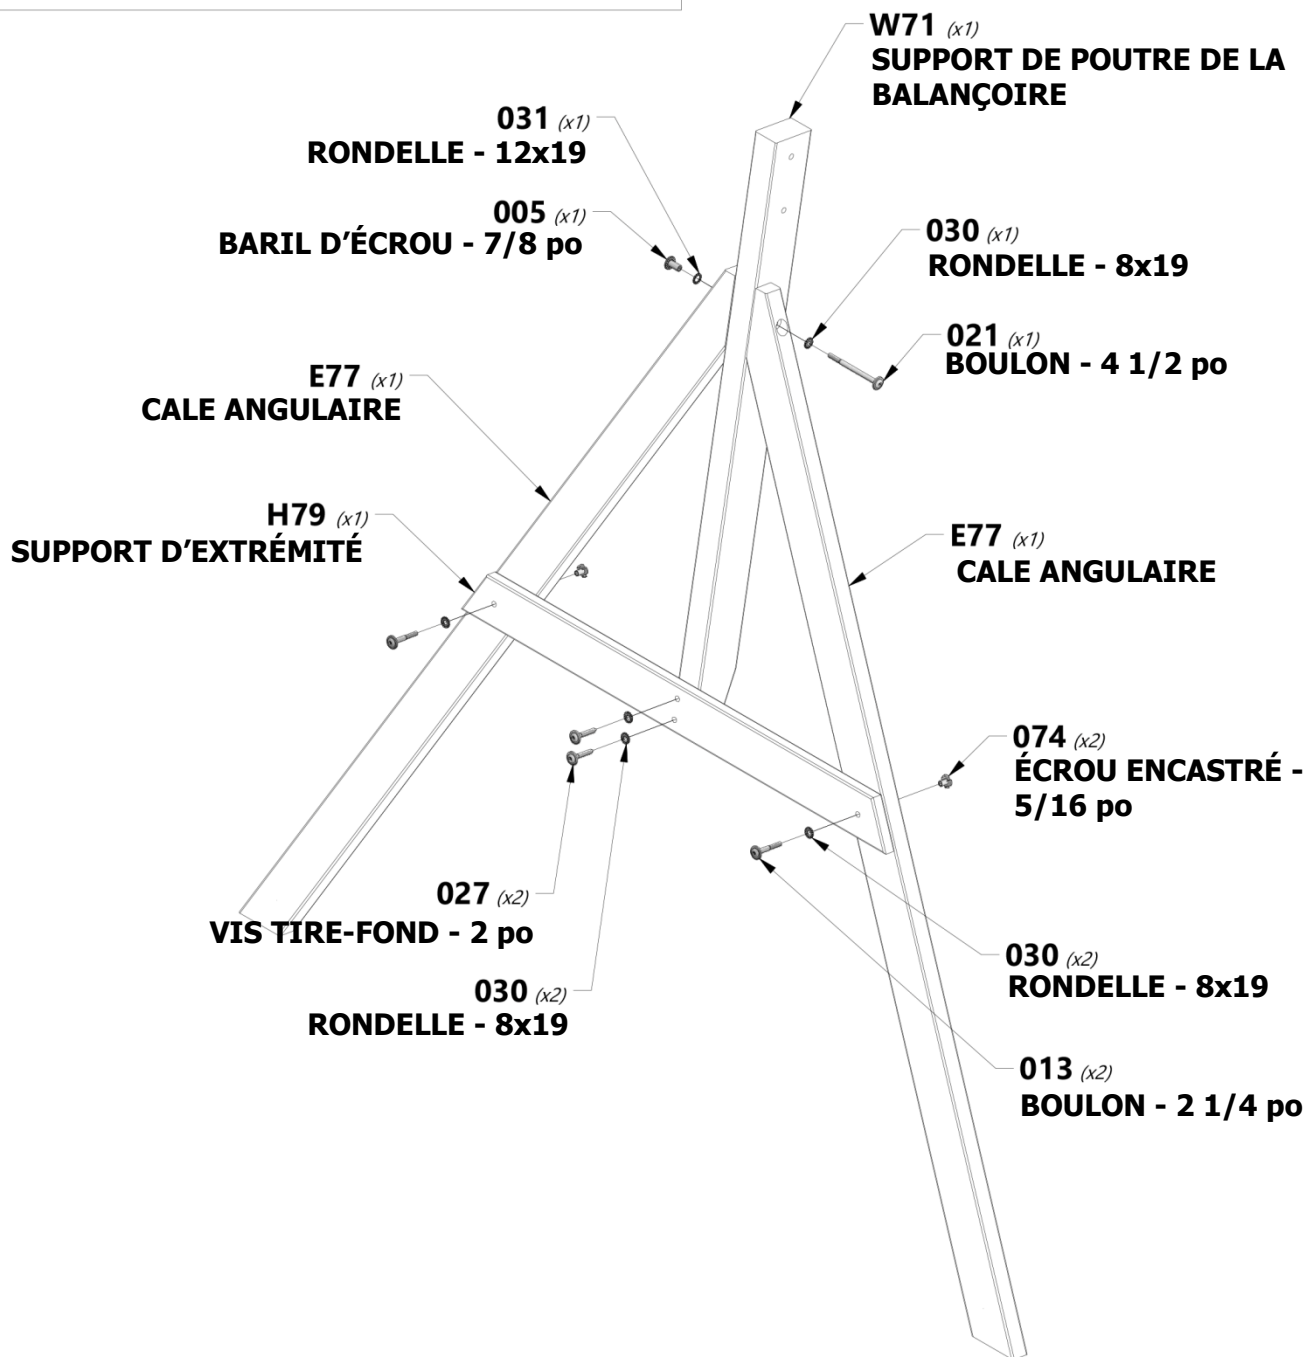 W71 (x1)
SUPPORT DE POUTRE DE LA
BALANÇOIRE
031 (x1)
RONDELLE - 12x19
005 (x1)
BARIL D’ÉCROU - 7/8 po
030 (x1)
RONDELLE - 8x19
021 (x1)
BOULON - 4 1/2 po
E77 (x1)
CALE ANGULAIRE
H79 (x1)
SUPPORT D’EXTRÉMITÉ
E77 (x1)
CALE ANGULAIRE
074 (x2)
ÉCROU ENCASTRÉ -
5/16 po
027 (x2)
VIS TIRE-FOND - 2 po
030 (x2)
RONDELLE - 8x19
030 (x2)
RONDELLE - 8x19
013 (x2)
BOULON - 2 1/4 po